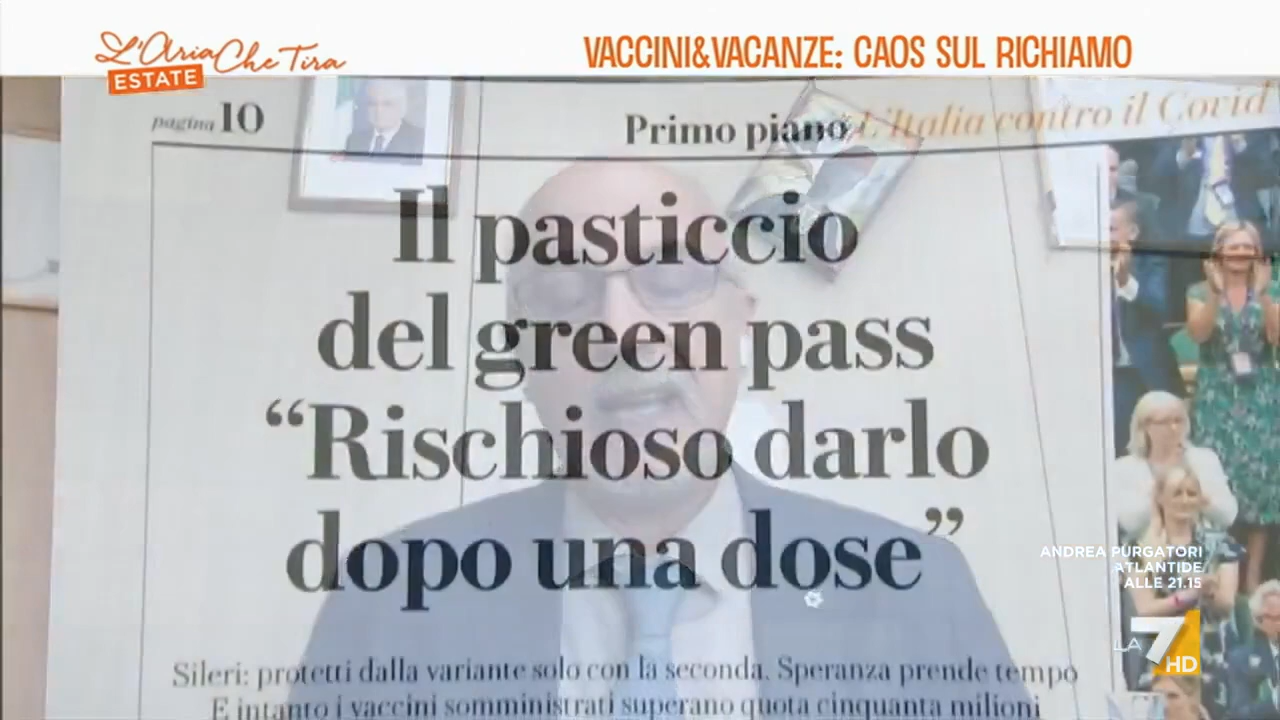 L'Aria Che Tira
ESTATE
VACCINI&VACANZE: CAOS SUL RICHIAMO
pagina 10
Primo piano
L'Italia contro il Covid
Il pasticcio
del green pass
“Rischioso darlo
dopo una dose”
Sileri: protetti dalla variante solo con la seconda. Speranza prende tempo
E intanto i vaccini somministrati superano quota cinquanta milioni
ANDREA PURGATORI
ATLANTIDE
ALLE 21.15
LA 7 HD